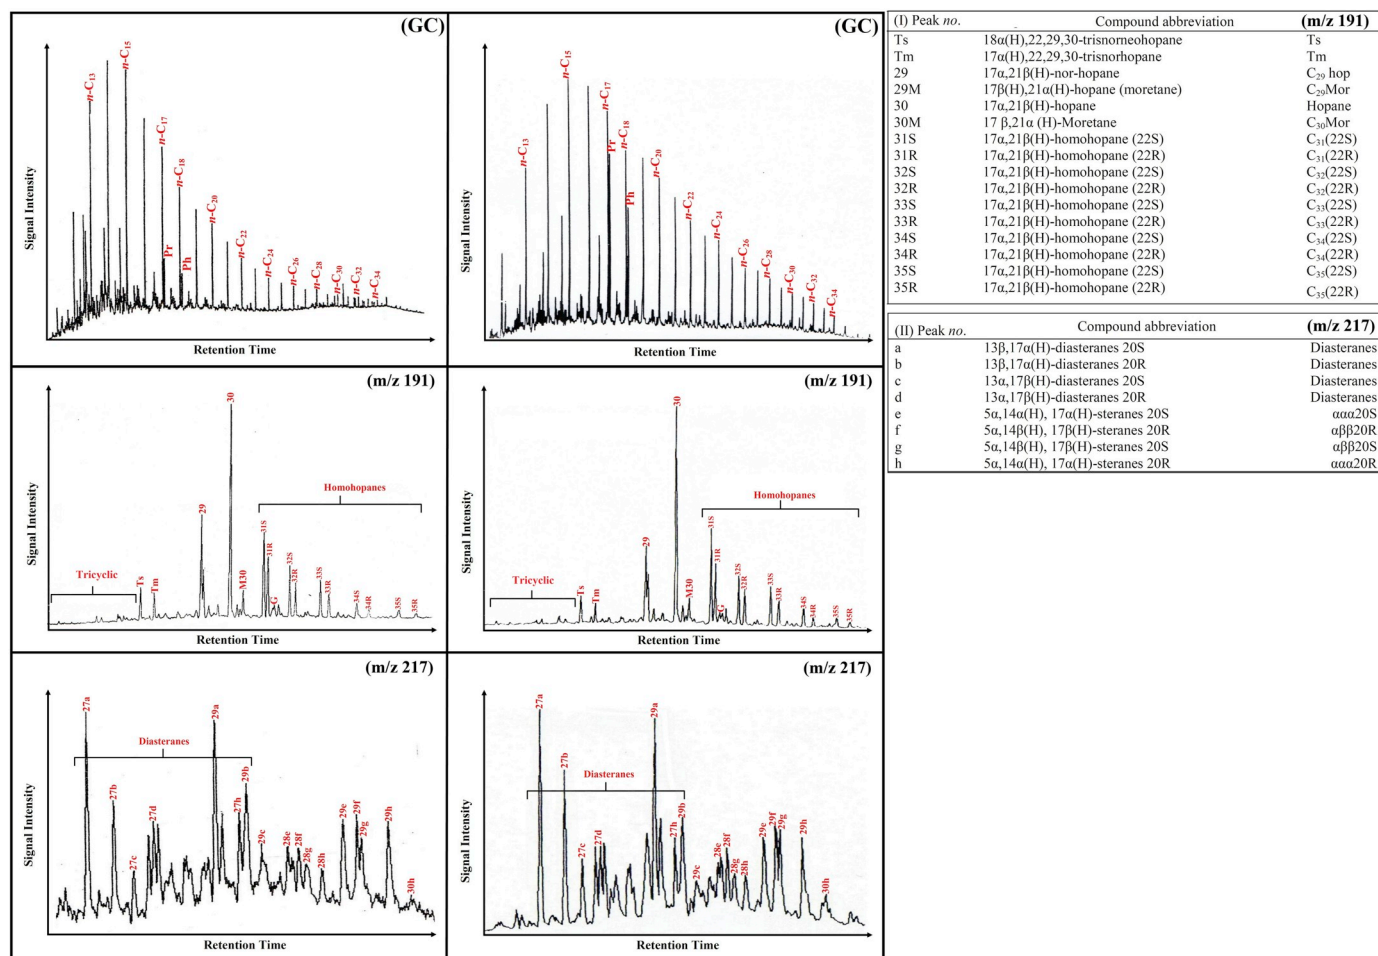 (GC)
n-C15
n-C13
n-C17
n-C18
Pr
Ph
n-C20
n-C22
n-C24
n-C26
n-C28
n-C30
n-C32
n-C34
Signal Intensity
Retention Time
(GC)
n-C15
n-C17
n-C13
Pr
n-C18
n-C20
Ph
n-C22
n-C24
n-C26
n-C28
n-C30
n-C32
n-C34
Signal Intensity
Retention Time
(m/z 191)
30
Homohopanes
29
31S
31R
32S
32R
33S
33R
34S
34R
35S
35R
Tricyclic
Ts
Tm
M30
G
Signal Intensity
Retention Time
(m/z 191)
30
Homohopanes
31S
29
31R
32S
32R
33S
33R
34S
34R
35S
35R
Tricyclic
Ts
Tm
M30
G
Signal Intensity
Retention Time
(m/z 217)
27a
29a
Diasteranes
27b
27d
27c
27h
29b
29c
28e
28f
28g
28h
29e
29f
29g
29h
30h
Signal Intensity
Retention Time
(m/z 217)
27a
29a
27b
Diasteranes
27c
27d
27h
29b
29c
28e
28f
28g
28h
29e
29f
29g
29h
30h
Signal Intensity
Retention Time
(I) Peak no. Compound abbreviation (m/z 191)
Ts 18α(H),22,29,30-trisnorneohopane Ts
Tm 17α(H),22,29,30-trisnorhopane Tm
29 17α,21β(H)-nor-hopane C29 hop
29M 17β(H),21α(H)-hopane (moretane) C29Mor
30 17α,21β(H)-hopane Hopane
30M 17 β,21α (H)-Moretane C30Mor
31S 17α,21β(H)-homohopane (22S) C31(22S)
31R 17α,21β(H)-homohopane (22R) C31(22R)
32S 17α,21β(H)-homohopane (22S) C32(22S)
32R 17α,21β(H)-homohopane (22R) C32(22R)
33S 17α,21β(H)-homohopane (22S) C33(22S)
33R 17α,21β(H)-homohopane (22R) C33(22R)
34S 17α,21β(H)-homohopane (22S) C34(22S)
34R 17α,21β(H)-homohopane (22R) C34(22R)
35S 17α,21β(H)-homohopane (22S) C35(22S)
35R 17α,21β(H)-homohopane (22R) C35(22R)
(II) Peak no. Compound abbreviation (m/z 217)
a 13β,17α(H)-diasteranes 20S Diasteranes
b 13β,17α(H)-diasteranes 20R Diasteranes
c 13α,17β(H)-diasteranes 20S Diasteranes
d 13α,17β(H)-diasteranes 20R Diasteranes
e 5α,14α(H), 17α(H)-steranes 20S ααα20S
f 5α,14β(H), 17β(H)-steranes 20R αββ20R
g 5α,14β(H), 17β(H)-steranes 20S αββ20S
h 5α,14α(H), 17α(H)-steranes 20R ααα20R